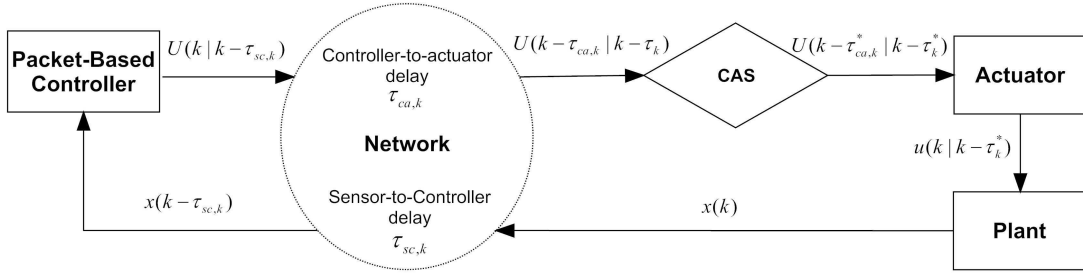 Packet-Based
Controller
U(k | k − τ_{sc,k})
Controller-to-actuator
delay
τ_{ca,k}
Network
Sensor-to-Controller
delay
τ_{sc,k}
U(k − τ_{ca,k} | k − τ_k)
CAS
U(k − τ^*_{ca,k} | k − τ^*_k)
Actuator
u(k | k − τ^*_k)
Plant
x(k)
x(k − τ_{sc,k})